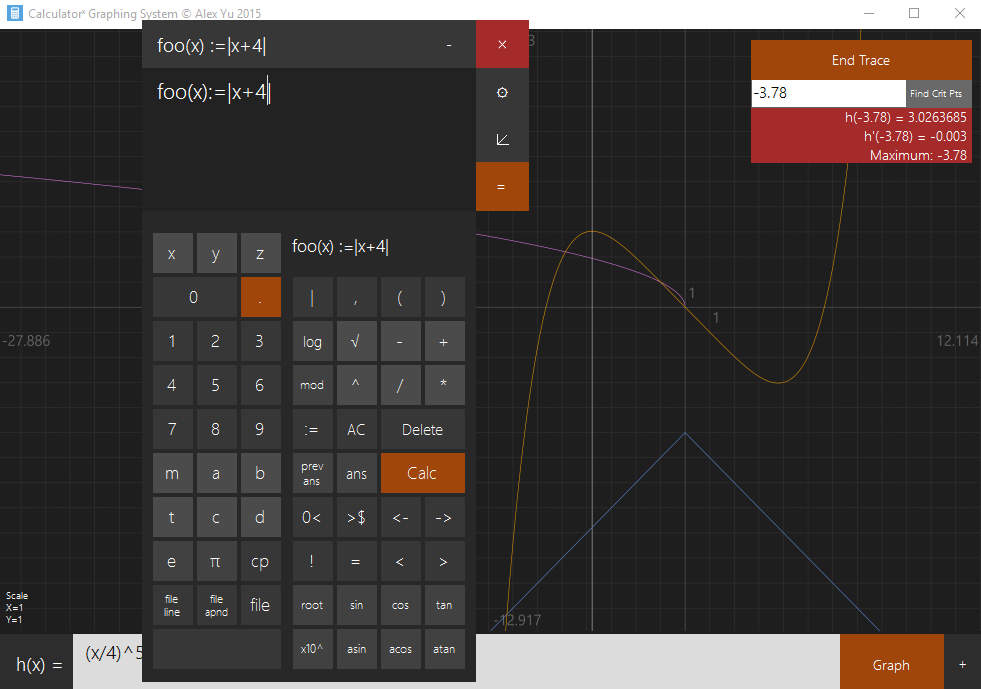 Calculator² Graphing System © Alex Yu 2015
foo(x) :=|x+4|
-
×
foo(x):=|x+4|
=
3
End Trace
-3.78
Find Crit Pts
h(-3.78) = 3.0263685
h'(-3.78) = -0.003
Maximum: -3.78
foo(x) :=|x+4|
x y z
0 . | , ( )
1 2 3 log √ - +
4 5 6 mod ^ / *
7 8 9 := AC Delete
m a b prev ans ans Calc
t c d 0< >$ <- ->
e π cp ! = < >
file line file apnd file root sin cos tan
x10^ asin acos atan
1
1
-27.886
12.114
-12.917
Scale
X=1
Y=1
h(x) =
(x/4)^5
Graph
+